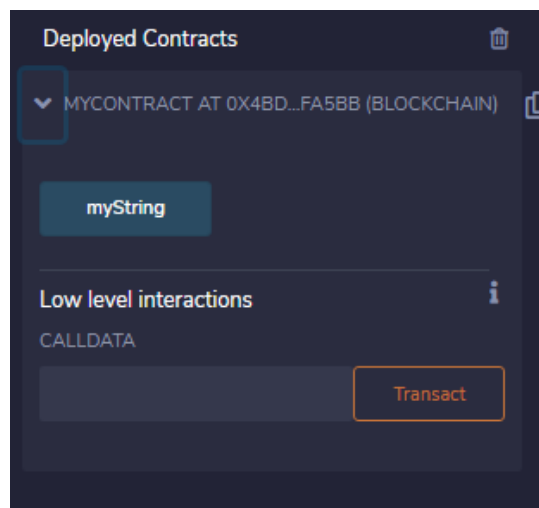 Deployed Contracts
MYCONTRACT AT 0X4BD...FA5BB (BLOCKCHAIN)
myString
Low level interactions
CALLDATA
Transact